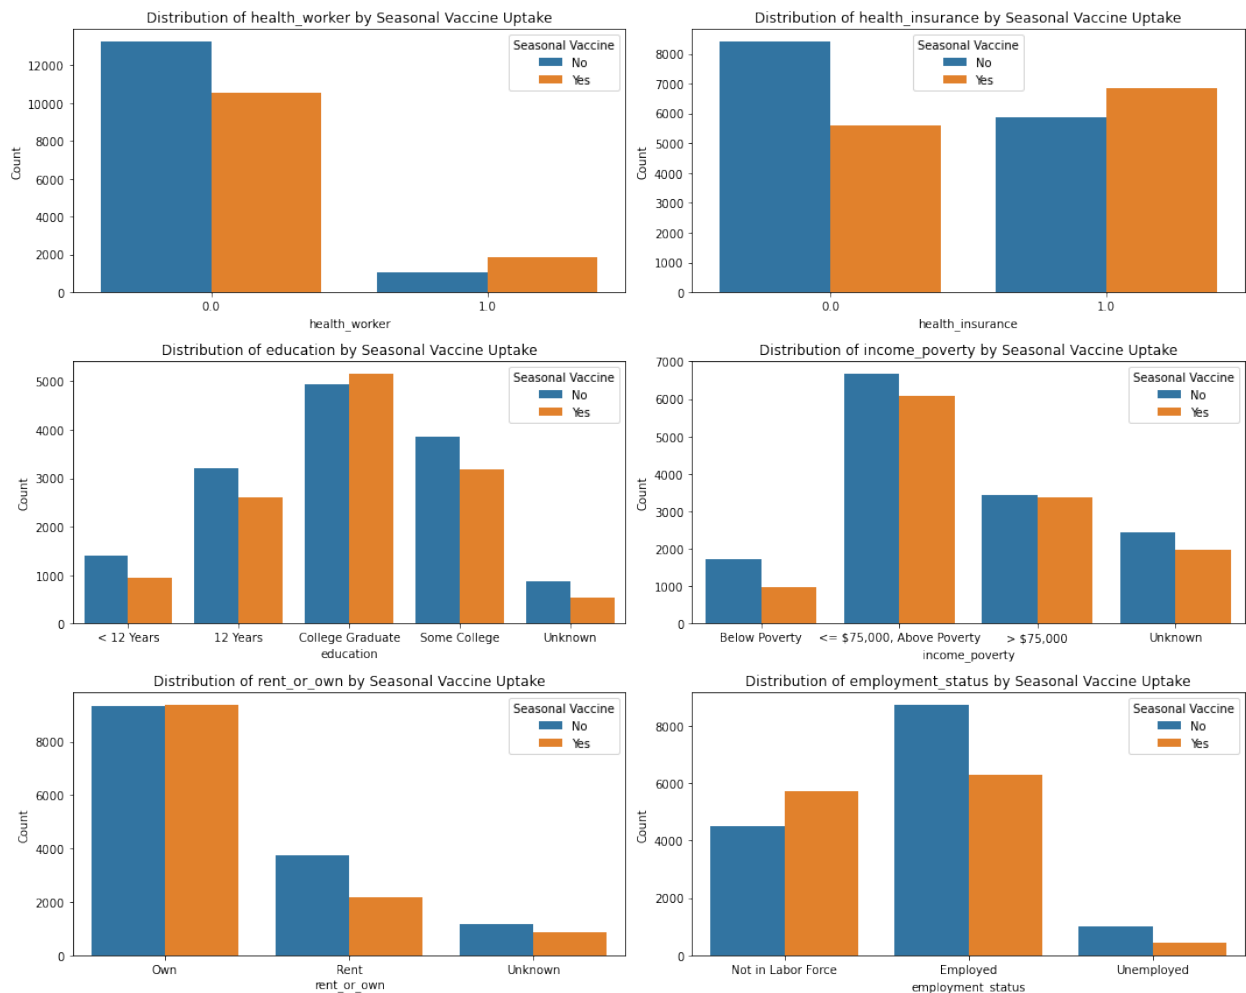 Distribution of health_worker by Seasonal Vaccine Uptake
Count
12000
10000
8000
6000
4000
2000
0
Seasonal Vaccine
No
Yes
0.0 1.0
health_worker
Distribution of health_insurance by Seasonal Vaccine Uptake
Count
8000
7000
6000
5000
4000
3000
2000
1000
0
Seasonal Vaccine
No
Yes
0.0 1.0
health_insurance
Distribution of education by Seasonal Vaccine Uptake
Count
5000
4000
3000
2000
1000
0
Seasonal Vaccine
No
Yes
< 12 Years 12 Years College Graduate Some College Unknown
education
Distribution of income_poverty by Seasonal Vaccine Uptake
Count
7000
6000
5000
4000
3000
2000
1000
0
Seasonal Vaccine
No
Yes
Below Poverty <= $75,000, Above Poverty > $75,000 Unknown
income_poverty
Distribution of rent_or_own by Seasonal Vaccine Uptake
Count
8000
6000
4000
2000
0
Seasonal Vaccine
No
Yes
Own Rent Unknown
rent_or_own
Distribution of employment_status by Seasonal Vaccine Uptake
Count
8000
6000
4000
2000
0
Seasonal Vaccine
No
Yes
Not in Labor Force Employed Unemployed
employment_status